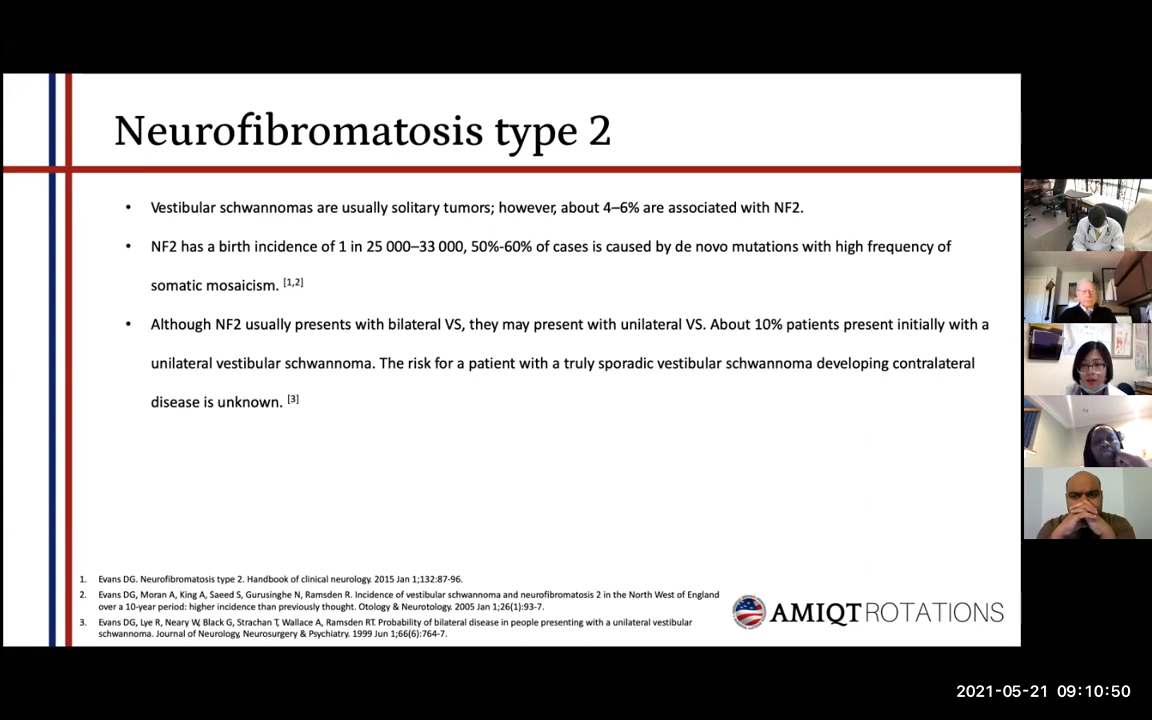 Neurofibromatosis type 2
• Vestibular schwannomas are usually solitary tumors; however, about 4–6% are associated with NF2.
• NF2 has a birth incidence of 1 in 25 000–33 000, 50%-60% of cases is caused by de novo mutations with high frequency of
somatic mosaicism. [1,2]
• Although NF2 usually presents with bilateral VS, they may present with unilateral VS. About 10% patients present initially with a
unilateral vestibular schwannoma. The risk for a patient with a truly sporadic vestibular schwannoma developing contralateral
disease is unknown. [3]
1. Evans DG. Neurofibromatosis type 2. Handbook of clinical neurology. 2015 Jan 1;132:87-96.
2. Evans DG, Moran A, King A, Saeed S, Gurusinghe N, Ramsden R. Incidence of vestibular schwannoma and neurofibromatosis 2 in the North West of England
over a 10-year period: higher incidence than previously thought. Otology & Neurotology. 2005 Jan 1;26(1):93-7.
3. Evans DG, Lye R, Neary W, Black G, Strachan T, Wallace A, Ramsden RT. Probability of bilateral disease in people presenting with a unilateral vestibular
schwannoma. Journal of Neurology, Neurosurgery & Psychiatry. 1999 Jun 1;66(6):764-7.
AMIQT ROTATIONS
2021-05-21 09:10:50